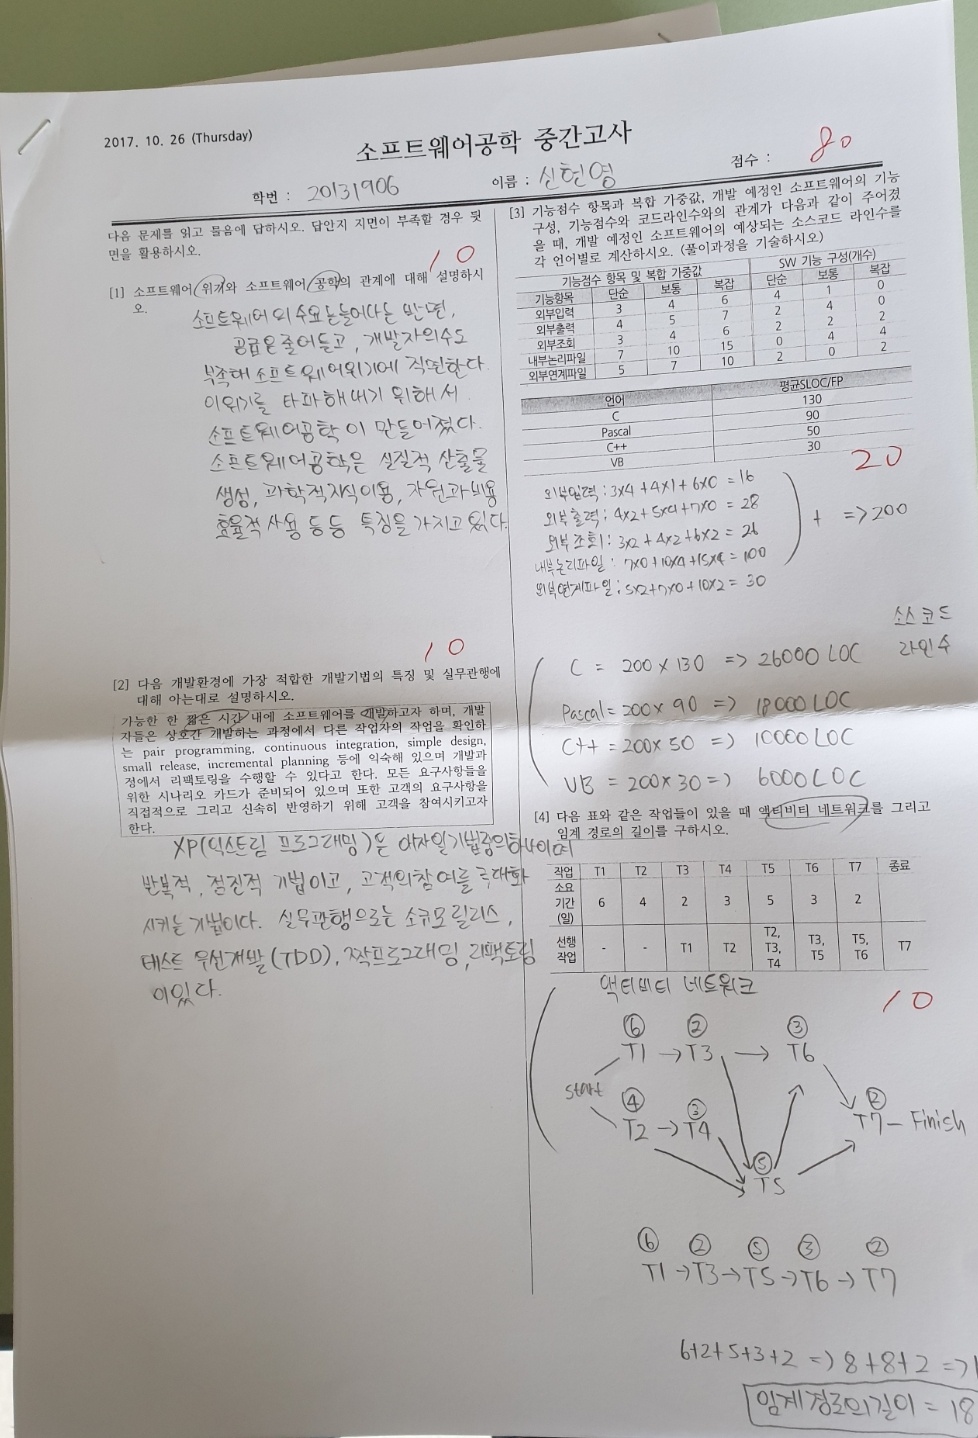 2017. 10. 26 (Thursday)
소프트웨어공학 중간고사
학번 : 20131906
이름 : 신현영
점수 : 80
다음 문제를 읽고 물음에 답하시오. 답안지 지면이 부족할 경우 뒷
면을 활용하시오.
10
[1] 소프트웨어 위기와 소프트웨어 공학의 관계에 대해 설명하시
오.
소프트웨어의 수요는 늘어나는 반면,
공급은 줄어들고, 개발자의 수도
부족해 소프트웨어위기에 직면한다.
이 위기를 타파해내기 위해서
소프트웨어공학이 만들어졌다.
소프트웨어공학은 실질적 산출물
생성, 과학적지식이용, 자원과 비용
효율적 사용 등등 특징을 가지고 있다.
10
[2] 다음 개발환경에 가장 적합한 개발기법의 특징 및 실무관행에
대해 아는대로 설명하시오.
가능한 한 짧은 시간 내에 소프트웨어를 개발하고자 하며, 개발
자들은 상호간 개발하는 과정에서 다른 작업자의 작업을 확인하
는 pair programming, continuous integration, simple design,
small release, incremental planning 등에 익숙해 있으며 개발과
정에서 리팩토링을 수행할 수 있다고 한다. 모든 요구사항들을
위한 시나리오 카드가 준비되어 있으며 또한 고객의 요구사항을
직접적으로 그리고 신속히 반영하기 위해 고객을 참여시키고자
한다.
XP(익스트림 프로그래밍)는 애자일기법중의 하나이며
반복적, 점진적 기법이고, 고객의 참여를 극대화
시키는 기법이다. 실무관행으로는 소규모 릴리스,
테스트 우선개발(TDD), 짝프로그래밍, 리팩토링
이있다.
[3] 기능점수 항목과 복합 가중값, 개발 예정인 소프트웨어의 기능
구성, 기능점수와 코드라인수와의 관계가 다음과 같이 주어졌
을 때, 개발 예정인 소프트웨어의 예상되는 소스코드 라인수를
각 언어별로 계산하시오. (풀이과정을 기술하시오)
기능점수 항목 및 복합 가중값 SW 기능 구성(개수)
기능항목 단순 보통 복잡 단순 보통 복잡
외부입력 3 4 6 4 1 0
외부출력 4 5 7 2 4 0
외부조회 3 4 6 2 2 2
내부논리파일 7 10 15 0 4 4
외부연계파일 5 7 10 2 0 2
언어 평균SLOC/FP
C 130
Pascal 90
C++ 50
VB 30
20
외부입력 : 3x4 + 4x1 + 6x0 = 16
외부출력 : 4x2 + 5x4 + 7x0 = 28
외부조회 : 3x2 + 4x2 + 6x2 = 26
내부논리파일 : 7x0 + 10x4 + 15x4 = 100
외부연계파일 : 5x2 + 7x0 + 10x2 = 30
+ => 200
소스코드
라인수
C = 200 x 130 => 26000 LOC
Pascal = 200 x 90 => 18000 LOC
C++ = 200 x 50 => 10000 LOC
VB = 200 x 30 => 6000 LOC
[4] 다음 표와 같은 작업들이 있을 때 액티비티 네트워크를 그리고
임계 경로의 길이를 구하시오.
작업 T1 T2 T3 T4 T5 T6 T7 종료
소요 기간 (일) 6 4 2 3 5 3 2
선행 작업 - - T1 T2 T2, T3, T4 T3, T5 T5, T6 T7
액티비티 네트워크
10
⑥ ② ③
T1 → T3 → T6
start
④ ③ ②
T2 → T4 T7 - Finish
⑤
T5
⑥ ② ⑤ ③ ②
T1 → T3 → T5 → T6 → T7
6+2+5+3+2 => 8+8+2 =>
임계경로의길이 = 18